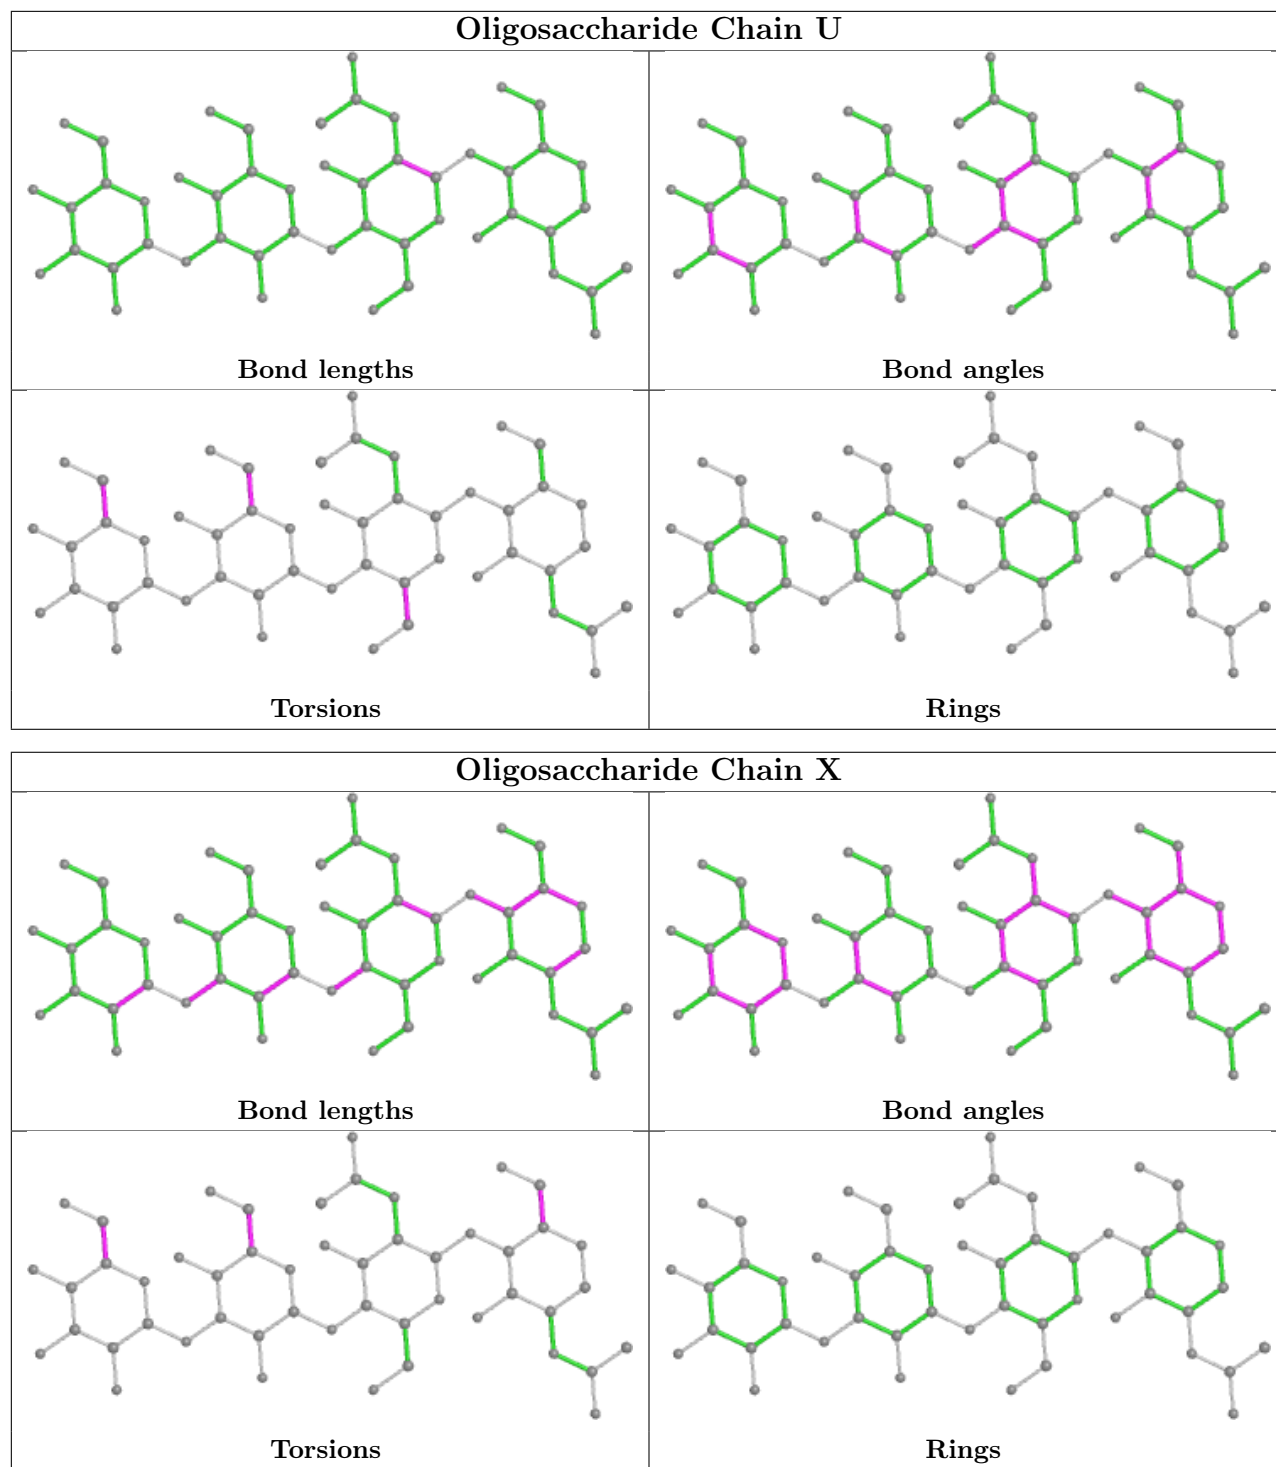 Oligosaccharide Chain U
Bond lengths Bond angles
Torsions Rings
Oligosaccharide Chain X
Bond lengths Bond angles
Torsions Rings